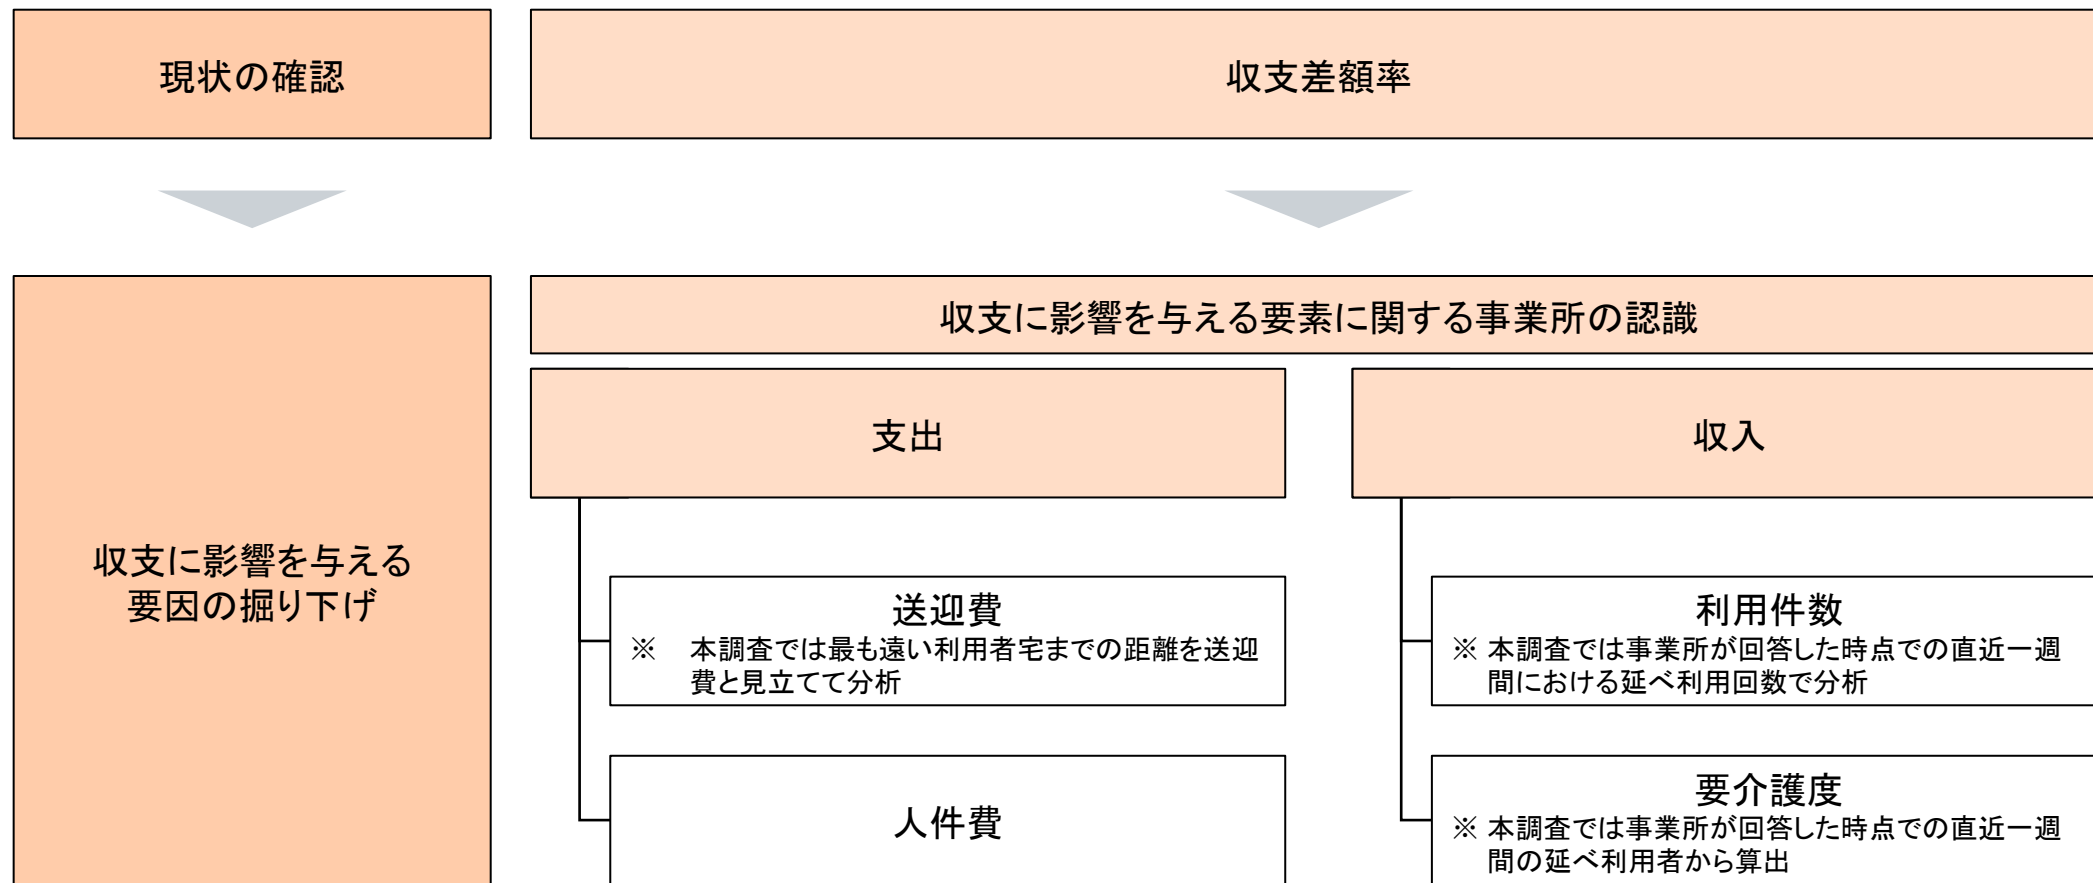 現状の確認
収支差額率
収支に影響を与える
要因の掘り下げ
収支に影響を与える要素に関する事業所の認識
支出
送迎費
※ 本調査では最も遠い利用者宅までの距離を送迎
費と見立てて分析
人件費
収入
利用件数
※ 本調査では事業所が回答した時点での直近一週
間における延べ利用回数で分析
要介護度
※ 本調査では事業所が回答した時点での直近一週
間の延べ利用者から算出